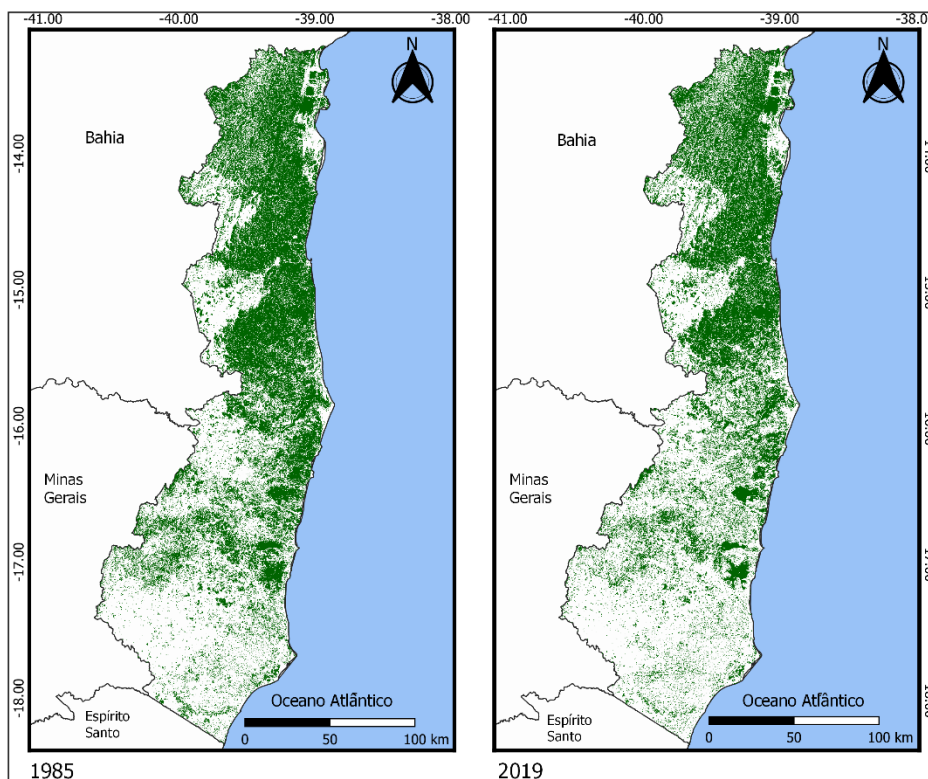 -41.00 -40.00 -39.00 -38.00
-41.00 -40.00 -39.00 -38.0
N
Bahia
-14.00
-15.00
-16.00
Minas
Gerais
-17.00
-18.00
Oceano Atlântico
Espírito
Santo
0 50 100 km
1985
N
Bahia
Minas
Gerais
Oceano Atlântico
Espírito
Santo
0 50 100 km
2019